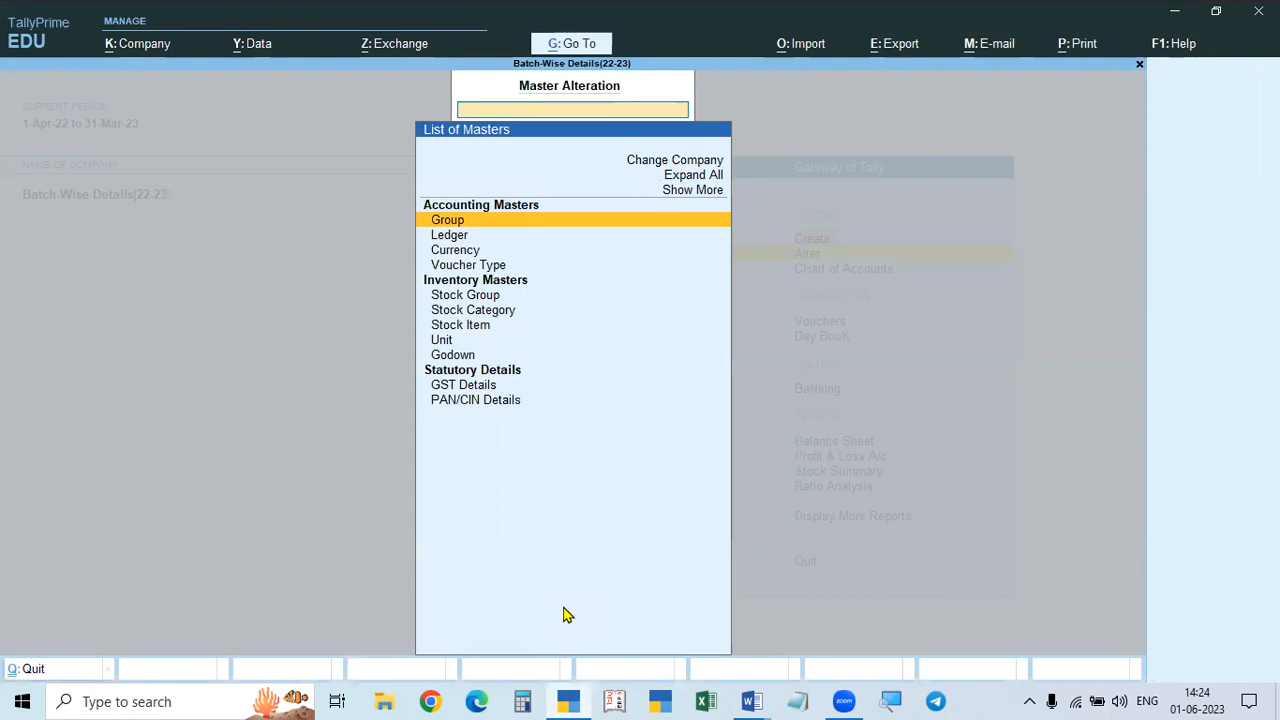 TallyPrime
EDU
MANAGE
K: Company
Y: Data
Z: Exchange
G: Go To
O: Import
E: Export
M: E-mail
P: Print
F1: Help
Batch-Wise Details(22-23)
Master Alteration
CURRENT PERIOD
1-Apr-22 to 31-Mar-23
NAME OF COMPANY
Batch-Wise Details(22-23)
List of Masters
Change Company
Expand All
Show More
Accounting Masters
Group
Ledger
Currency
Voucher Type
Inventory Masters
Stock Group
Stock Category
Stock Item
Unit
Godown
Statutory Details
GST Details
PAN/CIN Details
Gateway of Tally
Create
Alter
CHart of Accounts
Vouchers
Day BooK
BaNking
Balance Sheet
Profit & Loss A/c
Stock Summary
Ratio Analysis
Display More Reports
Quit
Q: Quit
Type to search
zoom
ENG
14:24
01-06-2023